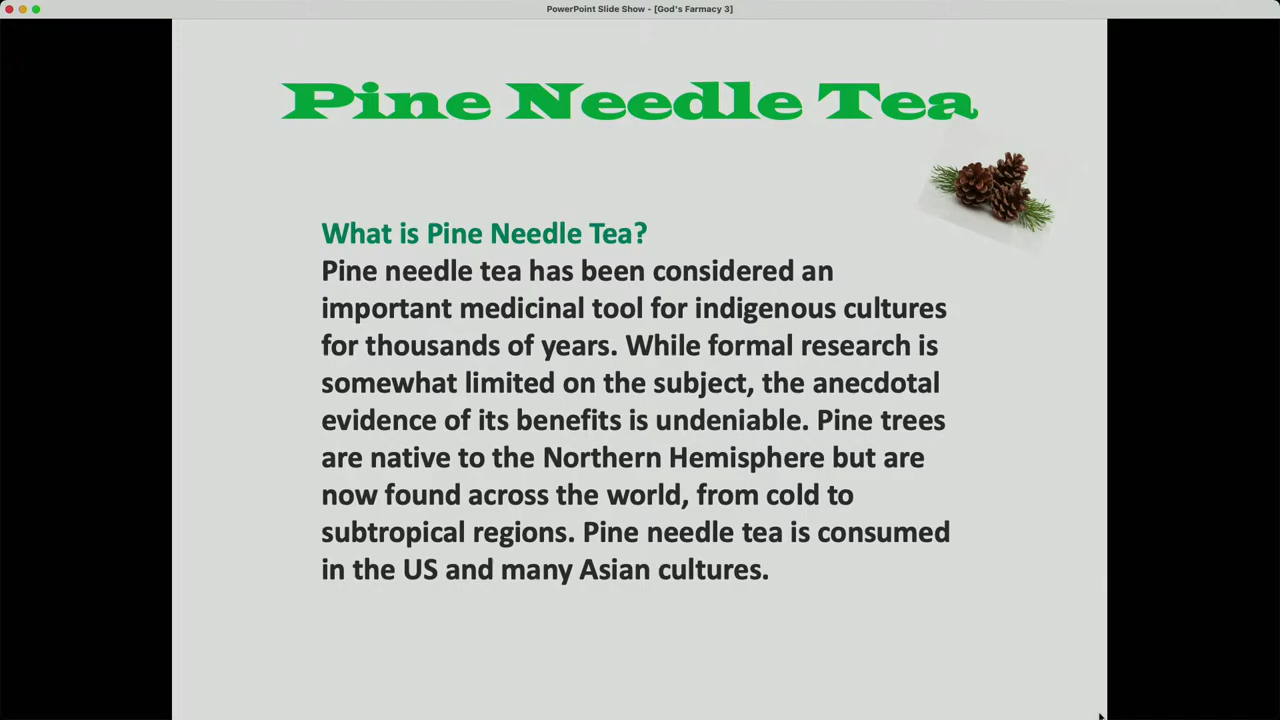 PowerPoint Slide Show - [God's Farmacy 3]
Pine Needle Tea
What is Pine Needle Tea?
Pine needle tea has been considered an
important medicinal tool for indigenous cultures
for thousands of years. While formal research is
somewhat limited on the subject, the anecdotal
evidence of its benefits is undeniable. Pine trees
are native to the Northern Hemisphere but are
now found across the world, from cold to
subtropical regions. Pine needle tea is consumed
in the US and many Asian cultures.